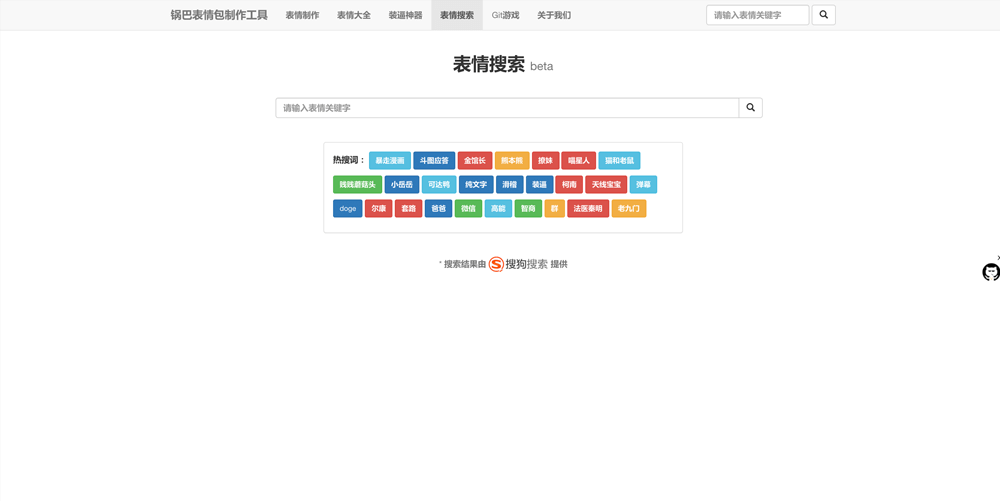 锅巴表情包制作工具 表情制作 表情大全 装逼神器 表情搜索 Git游戏 关于我们 请输入表情关键字
表情搜索 beta
请输入表情关键字
热搜词： 暴走漫画 斗图应答 金馆长 熊本熊 撩妹 喵星人 猫和老鼠
贱贱蘑菇头 小岳岳 可达鸭 纯文字 滑稽 装逼 柯南 天线宝宝 弹幕
doge 尔康 套路 爸爸 微信 高能 智商 群 法医秦明 老九门
* 搜索结果由 搜狗搜索 提供
x